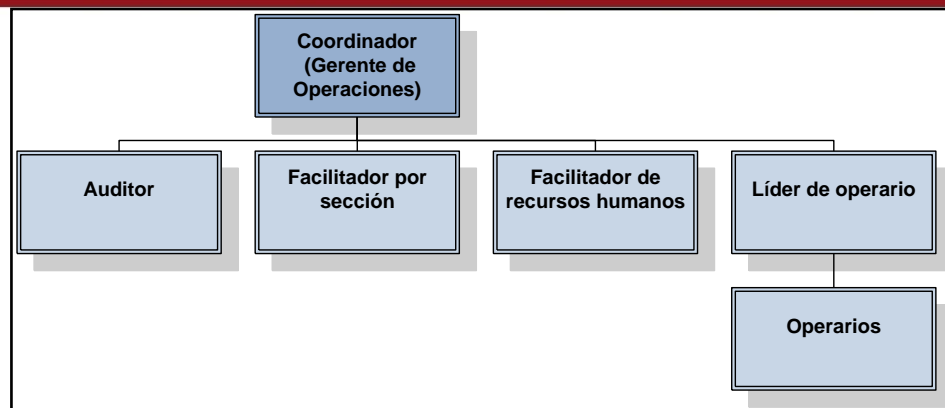 Coordinador
(Gerente de
Operaciones)
Auditor
Facilitador por
sección
Facilitador de
recursos humanos
Líder de operario
Operarios